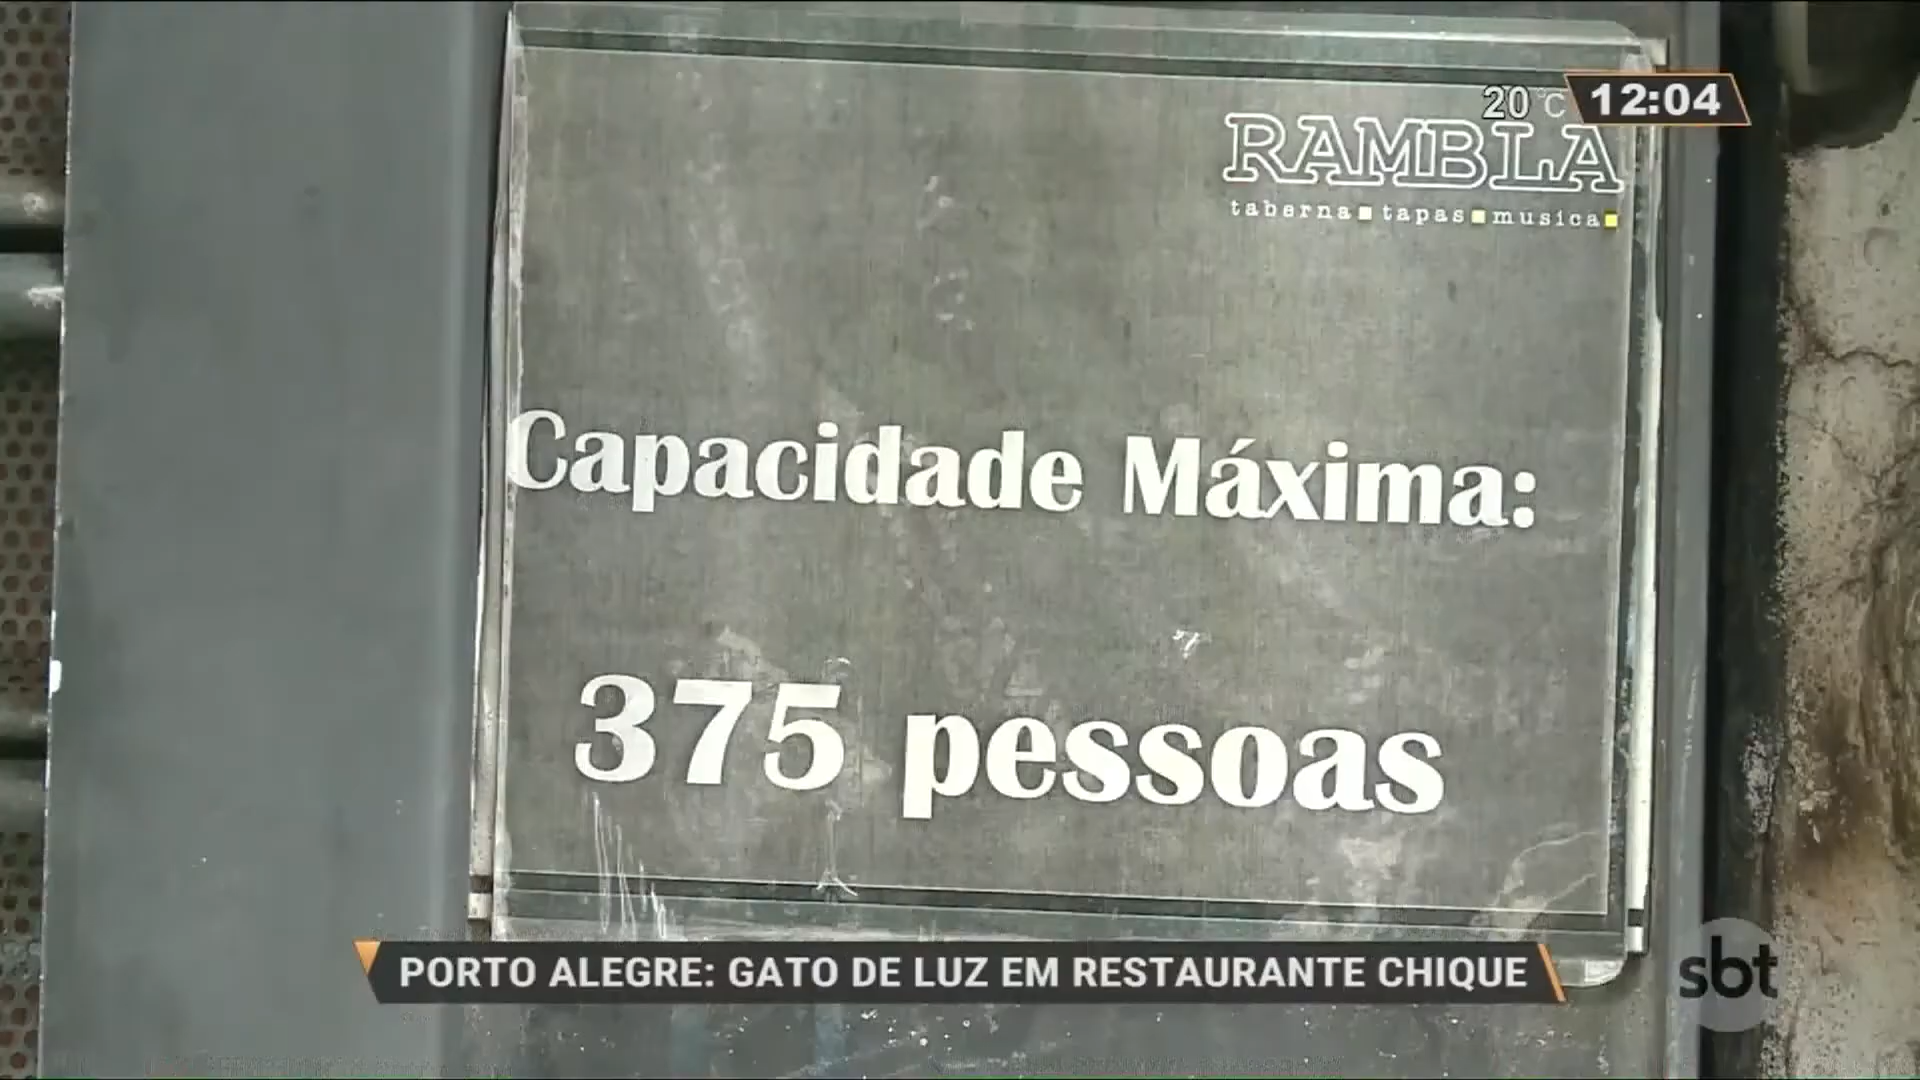 20°C 12:04
RAMBLA
taberna tapas musica
Capacidade Máxima:
375 pessoas
PORTO ALEGRE: GATO DE LUZ EM RESTAURANTE CHIQUE
sbt